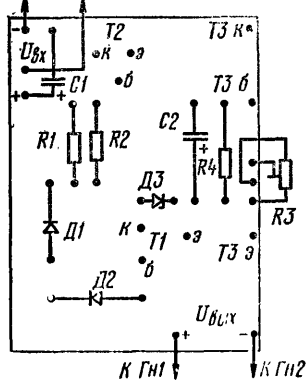 -
Uвх
+
C1
+
T2
к
э
б
T3 к
R1
R2
C2
+
T3 б
R4
R3
Д3
Д1
к
T1
э
б
T3 э
Д2
Uвых
+
-
К Гн1
К Гн2